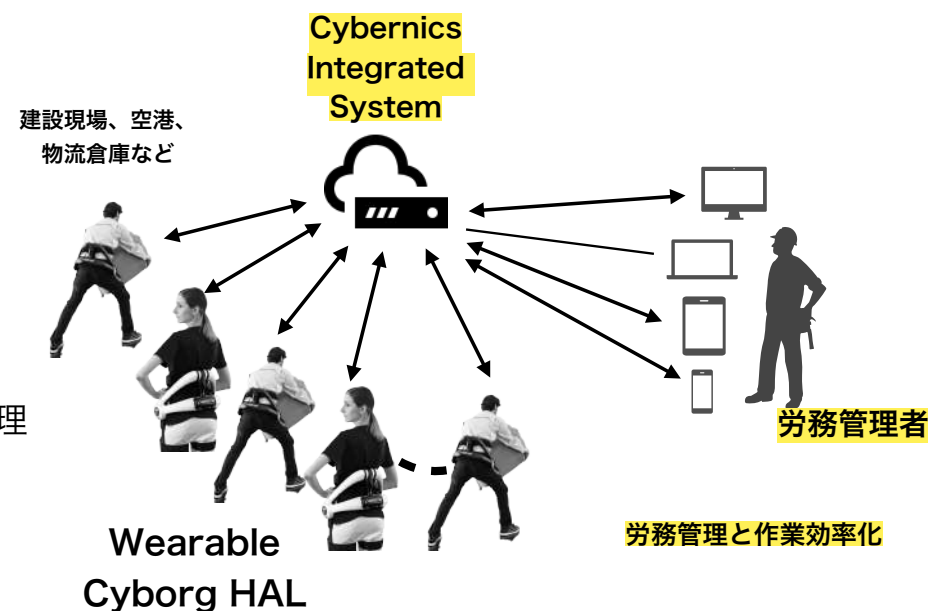 Cybernics
Integrated
System
建設現場、空港、
物流倉庫など
理
労務管理者
労務管理と作業効率化
Wearable
Cyborg HAL